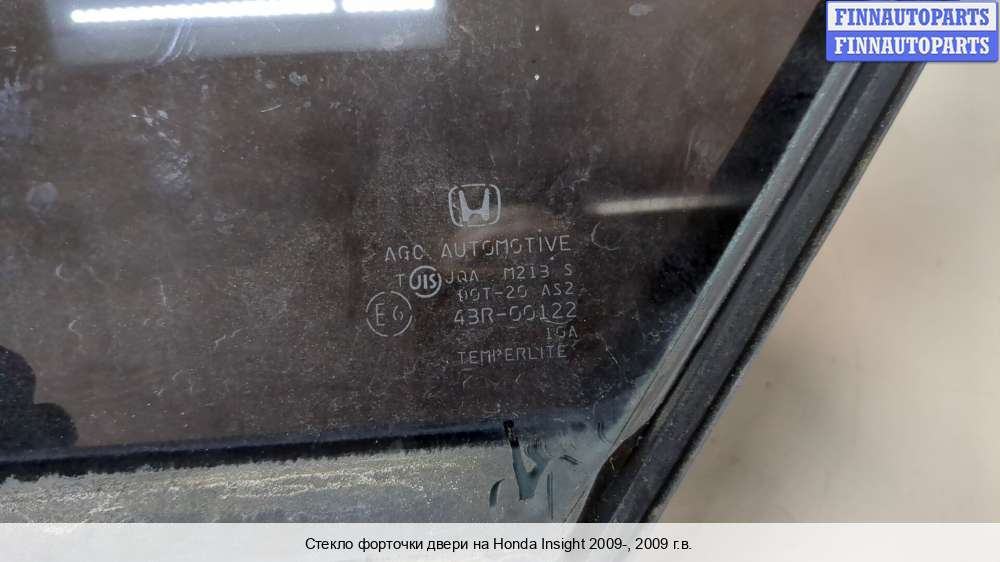 FINNAUTOPARTS
FINNAUTOPARTS
AGC AUTOMOTIVE
T JIS JQA M213 S
DOT-20 AS2
E6 43R-00122
TEMPERLITE
Стекло форточки двери на Honda Insight 2009-, 2009 г.в.